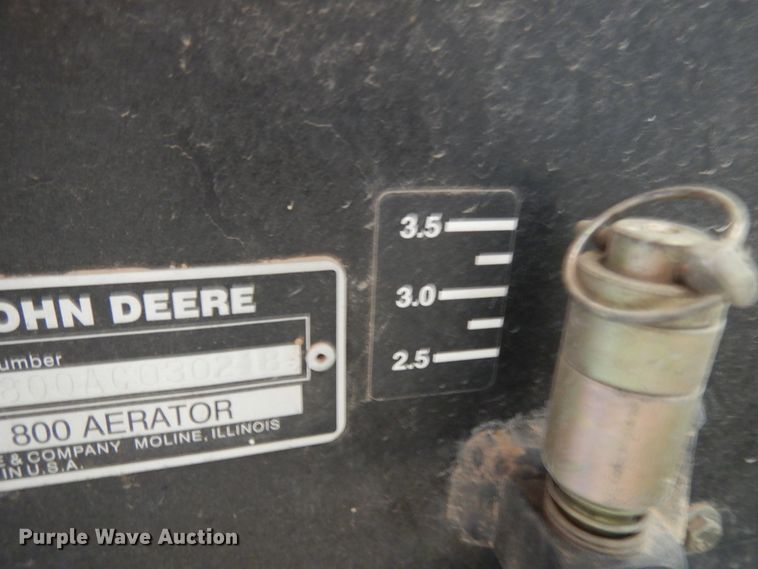 OHN DEERE
umber
800 AERATOR
E & COMPANY MOLINE, ILLINOIS
IN U.S.A.
3.5
3.0
2.5
Purple Wave Auction